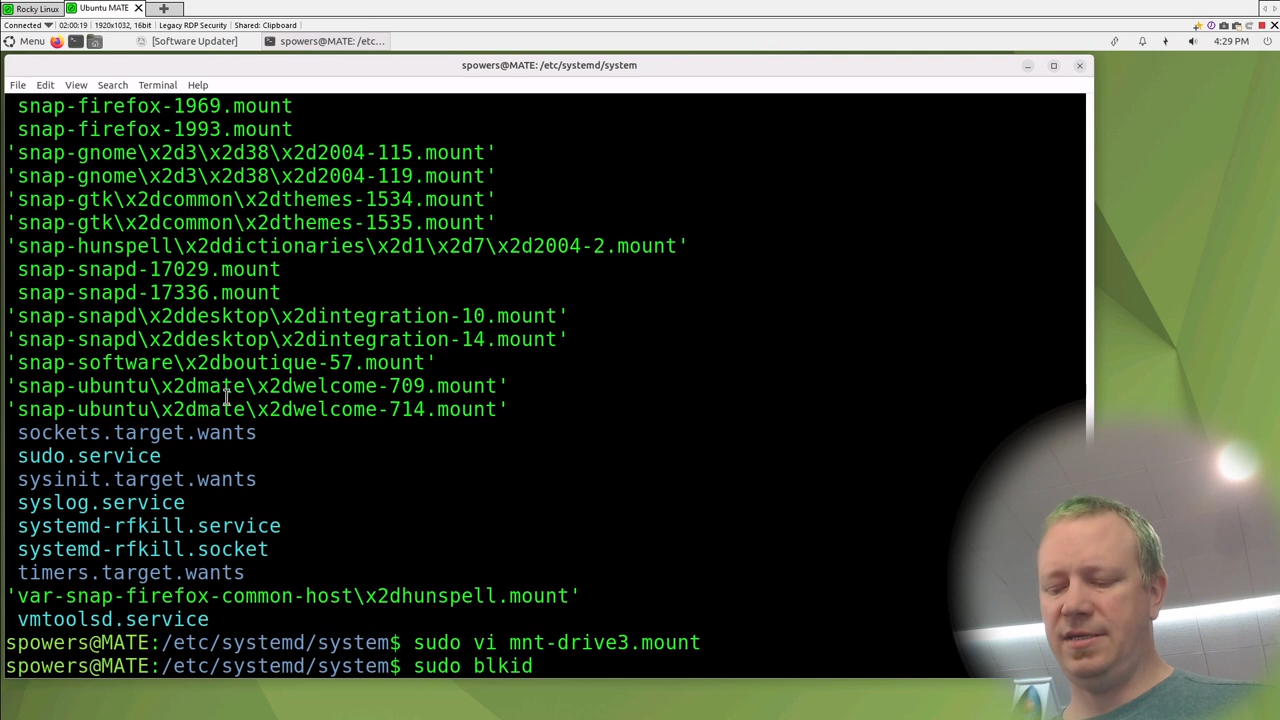 Rocky Linux
Ubuntu MATE
Connected
02:00:19
1920x1032, 16bit
Legacy RDP Security
Shared: Clipboard
Menu
[Software Updater]
spowers@MATE: /etc...
4:29 PM
spowers@MATE: /etc/systemd/system
File Edit View Search Terminal Help
snap-firefox-1969.mount
snap-firefox-1993.mount
'snap-gnome\x2d3\x2d38\x2d2004-115.mount'
'snap-gnome\x2d3\x2d38\x2d2004-119.mount'
'snap-gtk\x2dcommon\x2dthemes-1534.mount'
'snap-gtk\x2dcommon\x2dthemes-1535.mount'
'snap-hunspell\x2ddictionaries\x2d1\x2d7\x2d2004-2.mount'
snap-snapd-17029.mount
snap-snapd-17336.mount
'snap-snapd\x2ddesktop\x2dintegration-10.mount'
'snap-snapd\x2ddesktop\x2dintegration-14.mount'
'snap-software\x2dboutique-57.mount'
'snap-ubuntu\x2dmate\x2dwelcome-709.mount'
'snap-ubuntu\x2dmate\x2dwelcome-714.mount'
sockets.target.wants
sudo.service
sysinit.target.wants
syslog.service
systemd-rfkill.service
systemd-rfkill.socket
timers.target.wants
'var-snap-firefox-common-host\x2dhunspell.mount'
vmtoolsd.service
spowers@MATE:/etc/systemd/system$ sudo vi mnt-drive3.mount
spowers@MATE:/etc/systemd/system$ sudo blkid